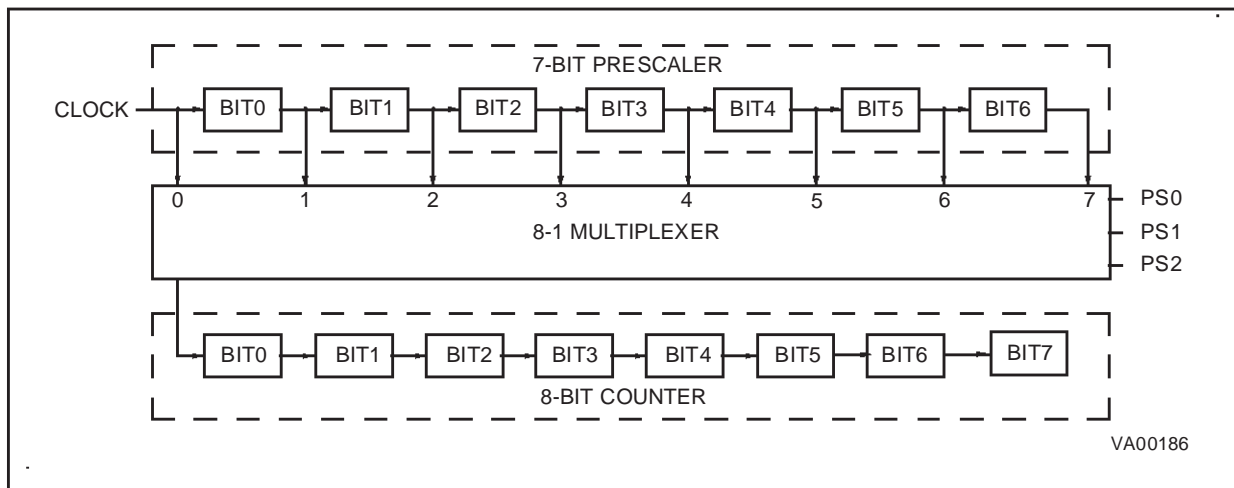 7-BIT PRESCALER
CLOCK BIT0 BIT1 BIT2 BIT3 BIT4 BIT5 BIT6
0 1 2 3 4 5 6 7 PS0
8-1 MULTIPLEXER PS1
PS2
BIT0 BIT1 BIT2 BIT3 BIT4 BIT5 BIT6 BIT7
8-BIT COUNTER
VA00186